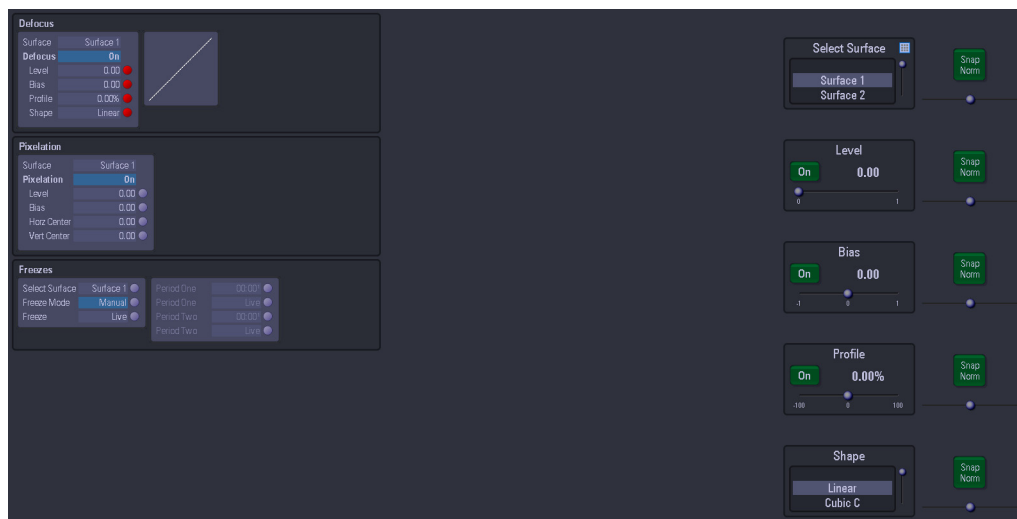 Defocus
Surface Surface 1
Defocus On
Level 0.00
Bias 0.00
Profile 0.00%
Shape Linear
Pixelation
Surface Surface 1
Pixelation On
Level 0.00
Bias 0.00
Horz Center 0.00
Vert Center 0.00
Freezes
Select Surface Surface 1
Freeze Mode Manual
Freeze Live
Period One 00:00'
Period One Live
Period Two 00:00'
Period Two Live
Select Surface
Surface 1
Surface 2
Snap
Norm
Level
On 0.00
0 1
Snap
Norm
Bias
On 0.00
-1 0 1
Snap
Norm
Profile
On 0.00%
-100 0 100
Snap
Norm
Shape
Linear
Cubic C
Snap
Norm